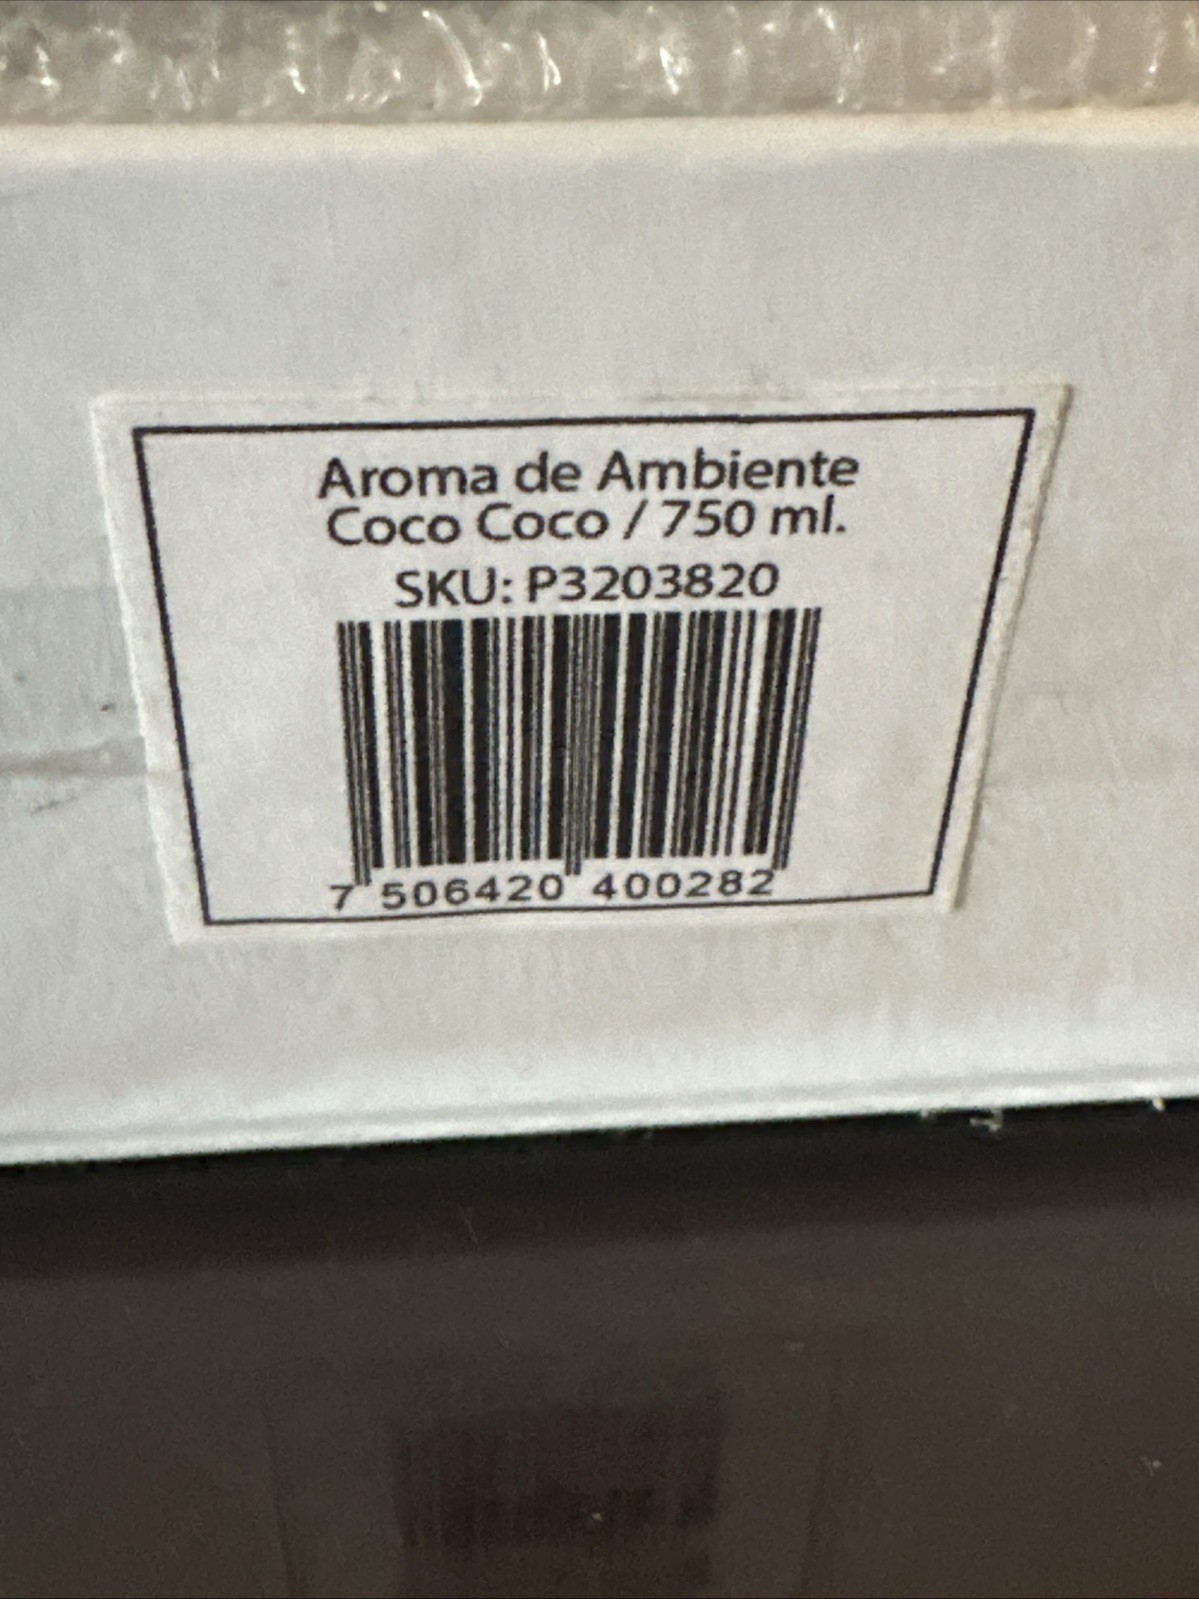 Aroma de Ambiente
Coco Coco / 750 ml.
SKU: P3203820
7 506420 400282